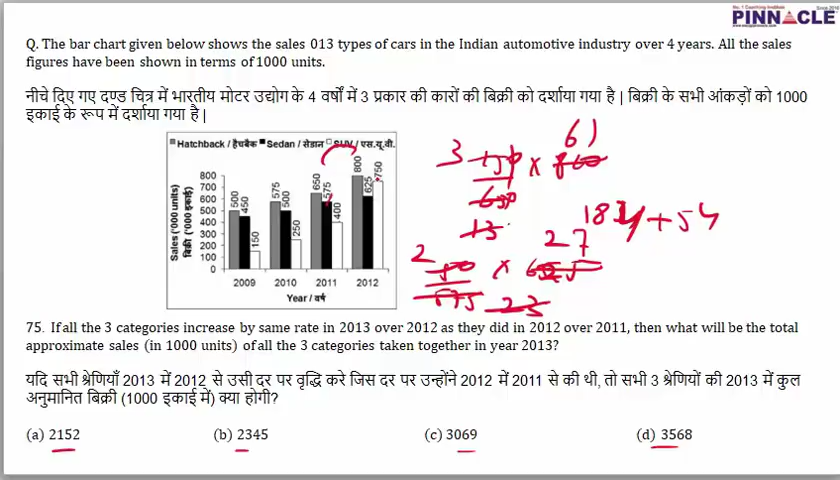 No. 1 Coaching Institute
Since 2014
PINNACLE
Q. The bar chart given below shows the sales 013 types of cars in the Indian automotive industry over 4 years. All the sales
figures have been shown in terms of 1000 units.
नीचे दिए गए दण्ड चित्र में भारतीय मोटर उद्योग के 4 वर्षों में 3 प्रकार की कारों की बिक्री को दर्शाया गया है | बिक्री के सभी आंकड़ों को 1000
इकाई के रूप में दर्शाया गया है |
Hatchback / हैचबैक Sedan / सेडान SUV / एस.यू.वी.
Sales ('000 units)
बिक्री ('000 इकाई)
800
700
600
500
400
300
200
100
0
500 450 150
575 500 250
650 575 400
800 625 750
2009 2010 2011 2012
Year / वर्ष
61
3 150 ×
650
13
183 + 54
27
2 50 × 625
575 23
75. If all the 3 categories increase by same rate in 2013 over 2012 as they did in 2012 over 2011, then what will be the total
approximate sales (in 1000 units) of all the 3 categories taken together in year 2013?
यदि सभी श्रेणियाँ 2013 में 2012 से उसी दर पर वृद्धि करे जिस दर पर उन्होंने 2012 में 2011 से की थी, तो सभी 3 श्रेणियों की 2013 में कुल
अनुमानित बिक्री (1000 इकाई में) क्या होगी?
(a) 2152 (b) 2345 (c) 3069 (d) 3568